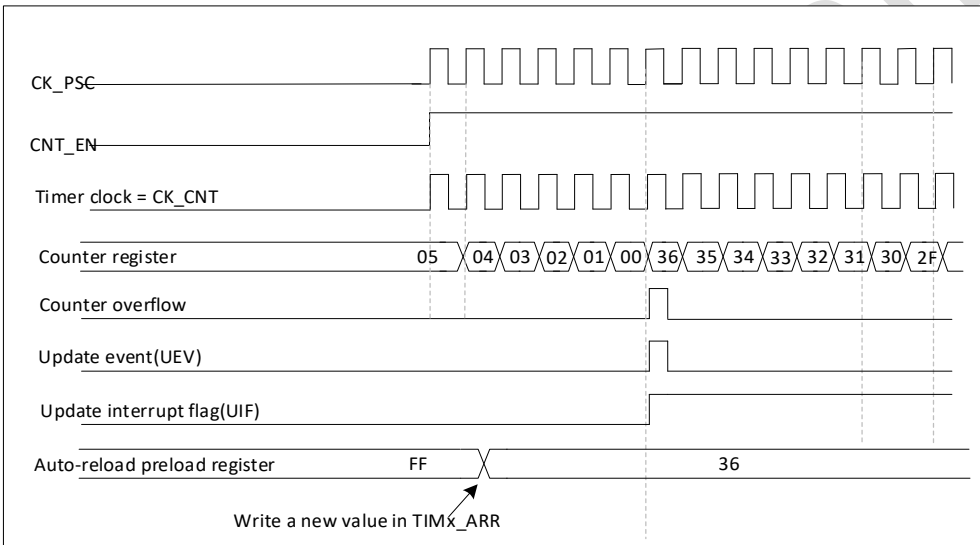 CK_PSC
CNT_EN
Timer clock = CK_CNT
Counter register 05 04 03 02 01 00 36 35 34 33 32 31 30 2F
Counter overflow
Update event(UEV)
Update interrupt flag(UIF)
Auto-reload preload register FF 36
Write a new value in TIMx_ARR